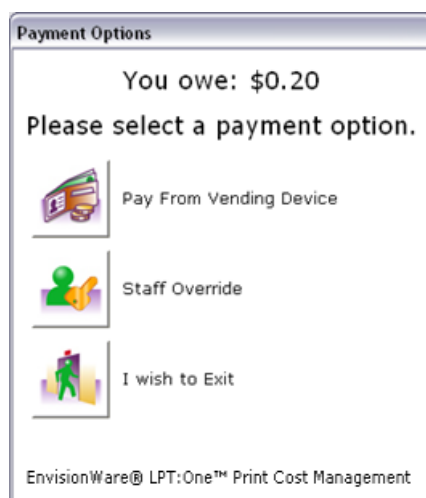 Payment Options
You owe: $0.20
Please select a payment option.
Pay From Vending Device
Staff Override
I wish to Exit
EnvisionWare® LPT:One™ Print Cost Management